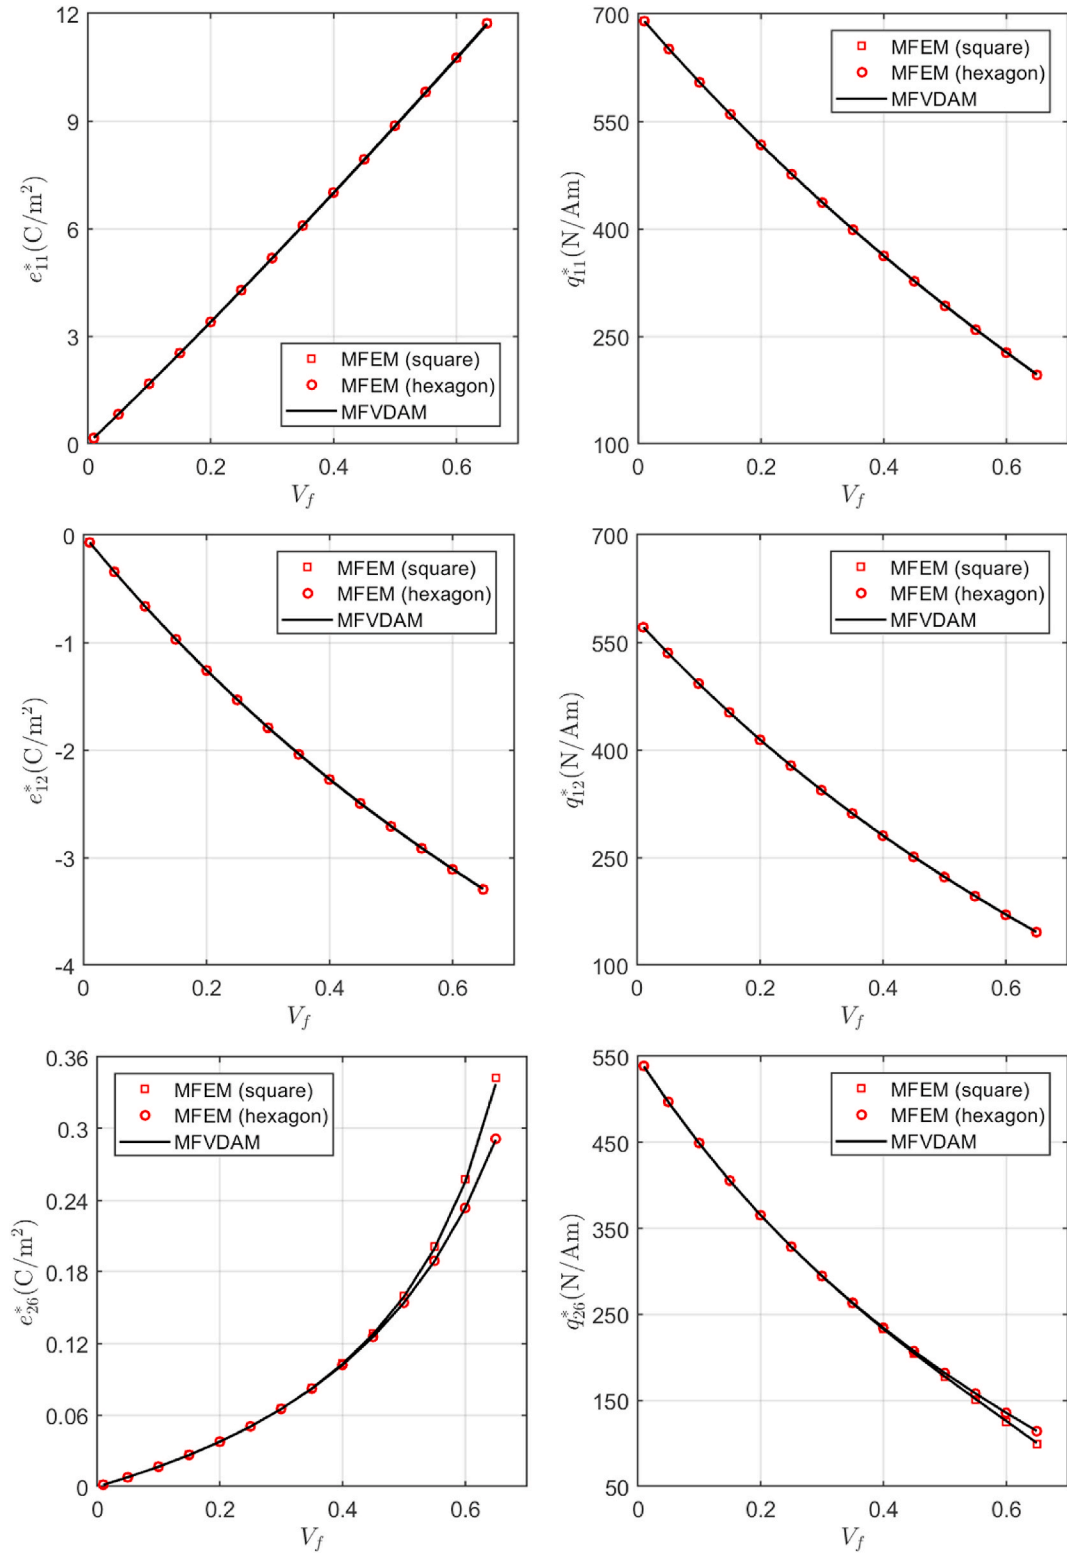 12
9
6
3
0
e*11(C/m²)
MFEM (square)
MFEM (hexagon)
MFVDAM
0 0.2 0.4 0.6
Vf
700
550
400
250
100
q*11(N/Am)
MFEM (square)
MFEM (hexagon)
MFVDAM
0 0.2 0.4 0.6
Vf
0
-1
-2
-3
-4
e*12(C/m²)
MFEM (square)
MFEM (hexagon)
MFVDAM
0 0.2 0.4 0.6
Vf
700
550
400
250
100
q*12(N/Am)
MFEM (square)
MFEM (hexagon)
MFVDAM
0 0.2 0.4 0.6
Vf
0.36
0.3
0.24
0.18
0.12
0.06
0
e*26(C/m²)
MFEM (square)
MFEM (hexagon)
MFVDAM
0 0.2 0.4 0.6
Vf
550
450
350
250
150
50
q*26(N/Am)
MFEM (square)
MFEM (hexagon)
MFVDAM
0 0.2 0.4 0.6
Vf